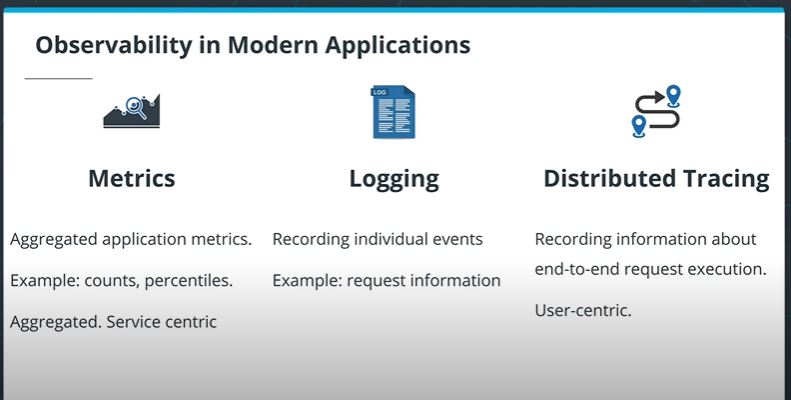 Observability in Modern Applications
LOG
Metrics
Logging
Distributed Tracing
Aggregated application metrics.
Example: counts, percentiles.
Aggregated. Service centric
Recording individual events
Example: request information
Recording information about
end-to-end request execution.
User-centric.